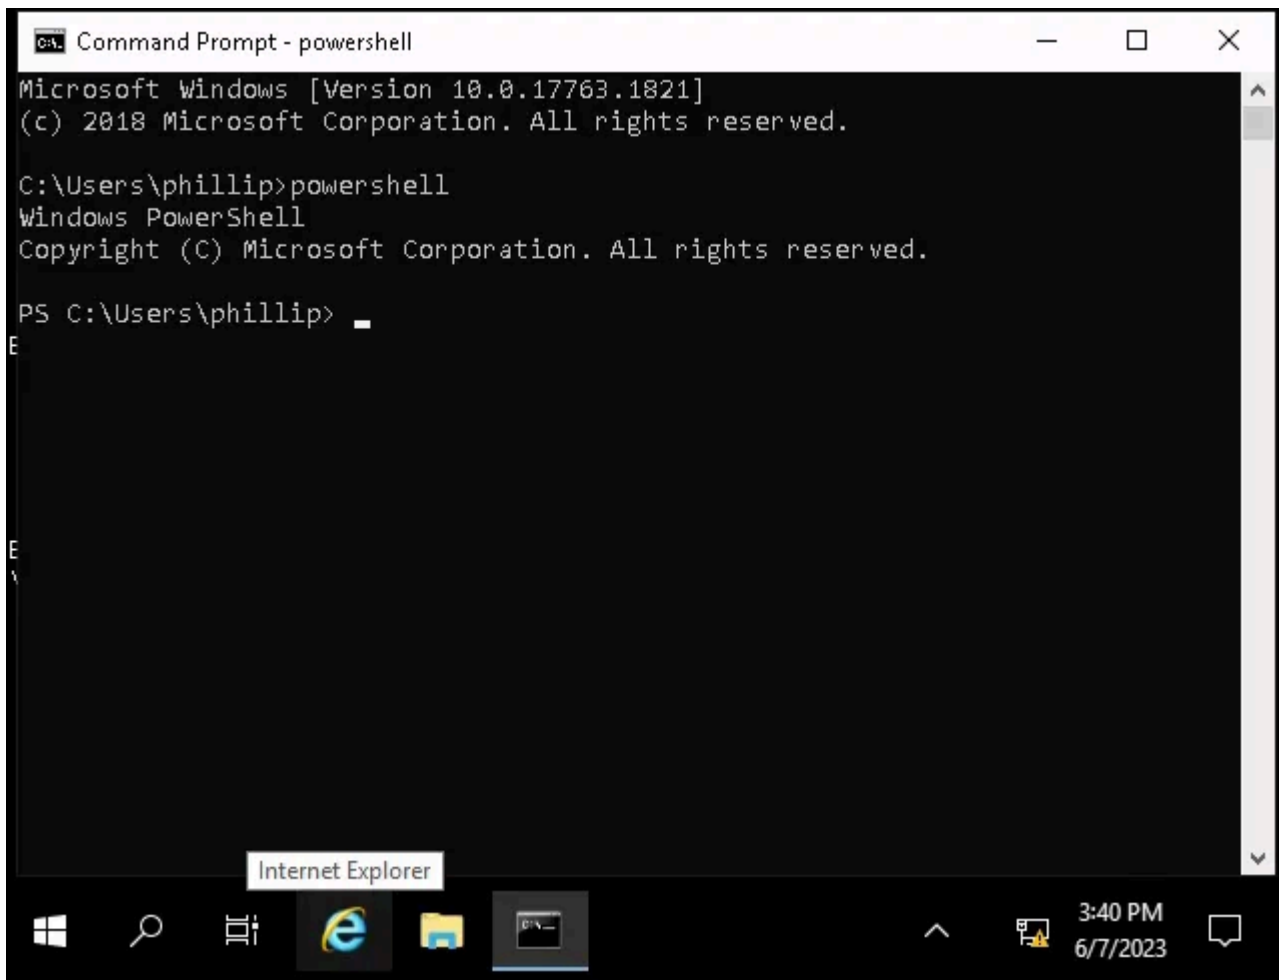 Command Prompt - powershell
Microsoft Windows [Version 10.0.17763.1821]
(c) 2018 Microsoft Corporation. All rights reserved.
C:\Users\phillip>powershell
Windows PowerShell
Copyright (C) Microsoft Corporation. All rights reserved.
PS C:\Users\phillip>
Internet Explorer
3:40 PM
6/7/2023